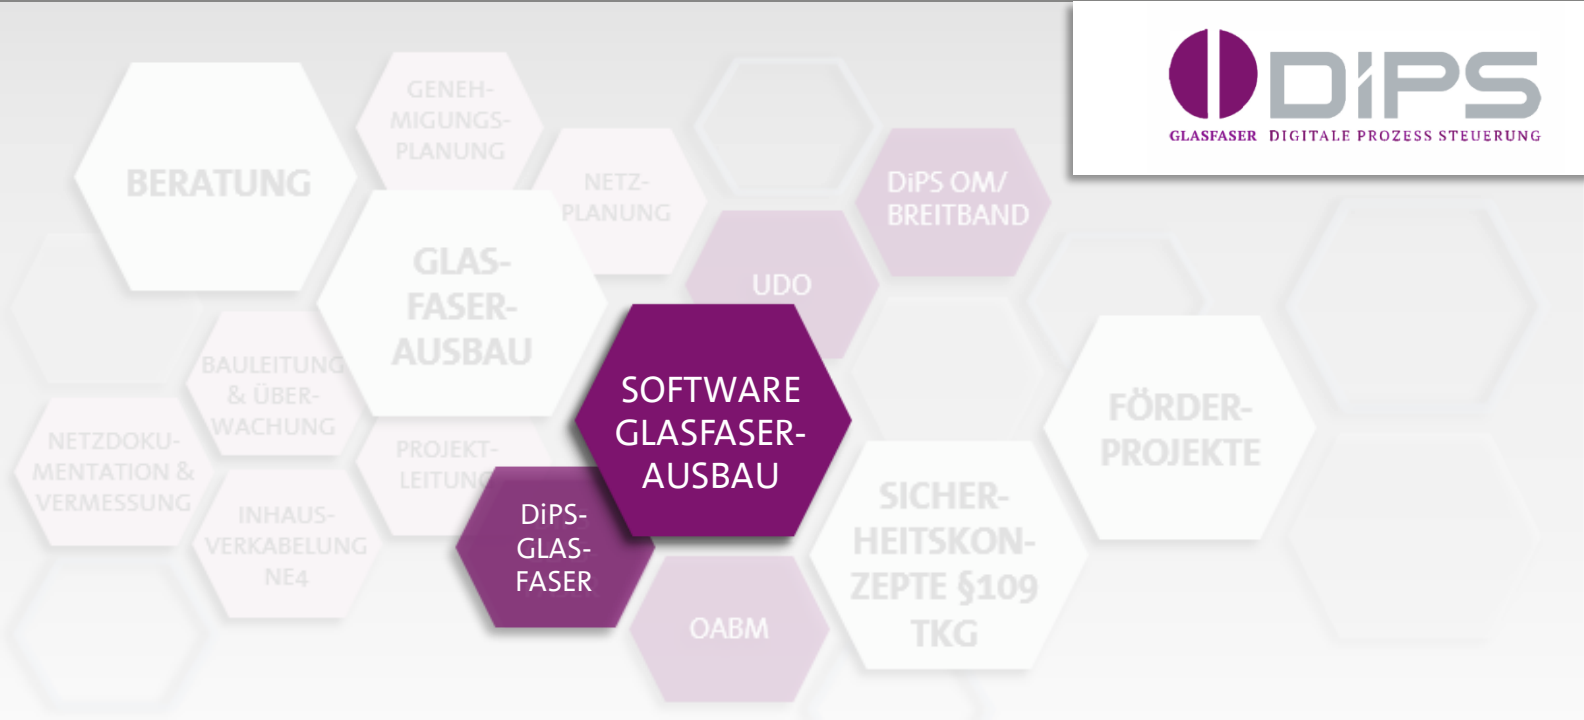 DiPS
GLASFASER DIGITALE PROZESS STEUERUNG
BERATUNG
GENEH-
MIGUNGS-
PLANUNG
NETZ-
PLANUNG
DiPS OM/
BREITBAND
GLAS-
FASER-
AUSBAU
UDO
BAULEITUNG
& ÜBER-
WACHUNG
SOFTWARE
GLASFASER-
AUSBAU
FÖRDER-
PROJEKTE
NETZDOKU-
MENTATION &
VERMESSUNG
PROJEKT-
LEITUNG
INHAUS-
VERKABELUNG
NE4
DiPS-
GLAS-
FASER
SICHER-
HEITSKON-
ZEPTE §109
TKG
OABM